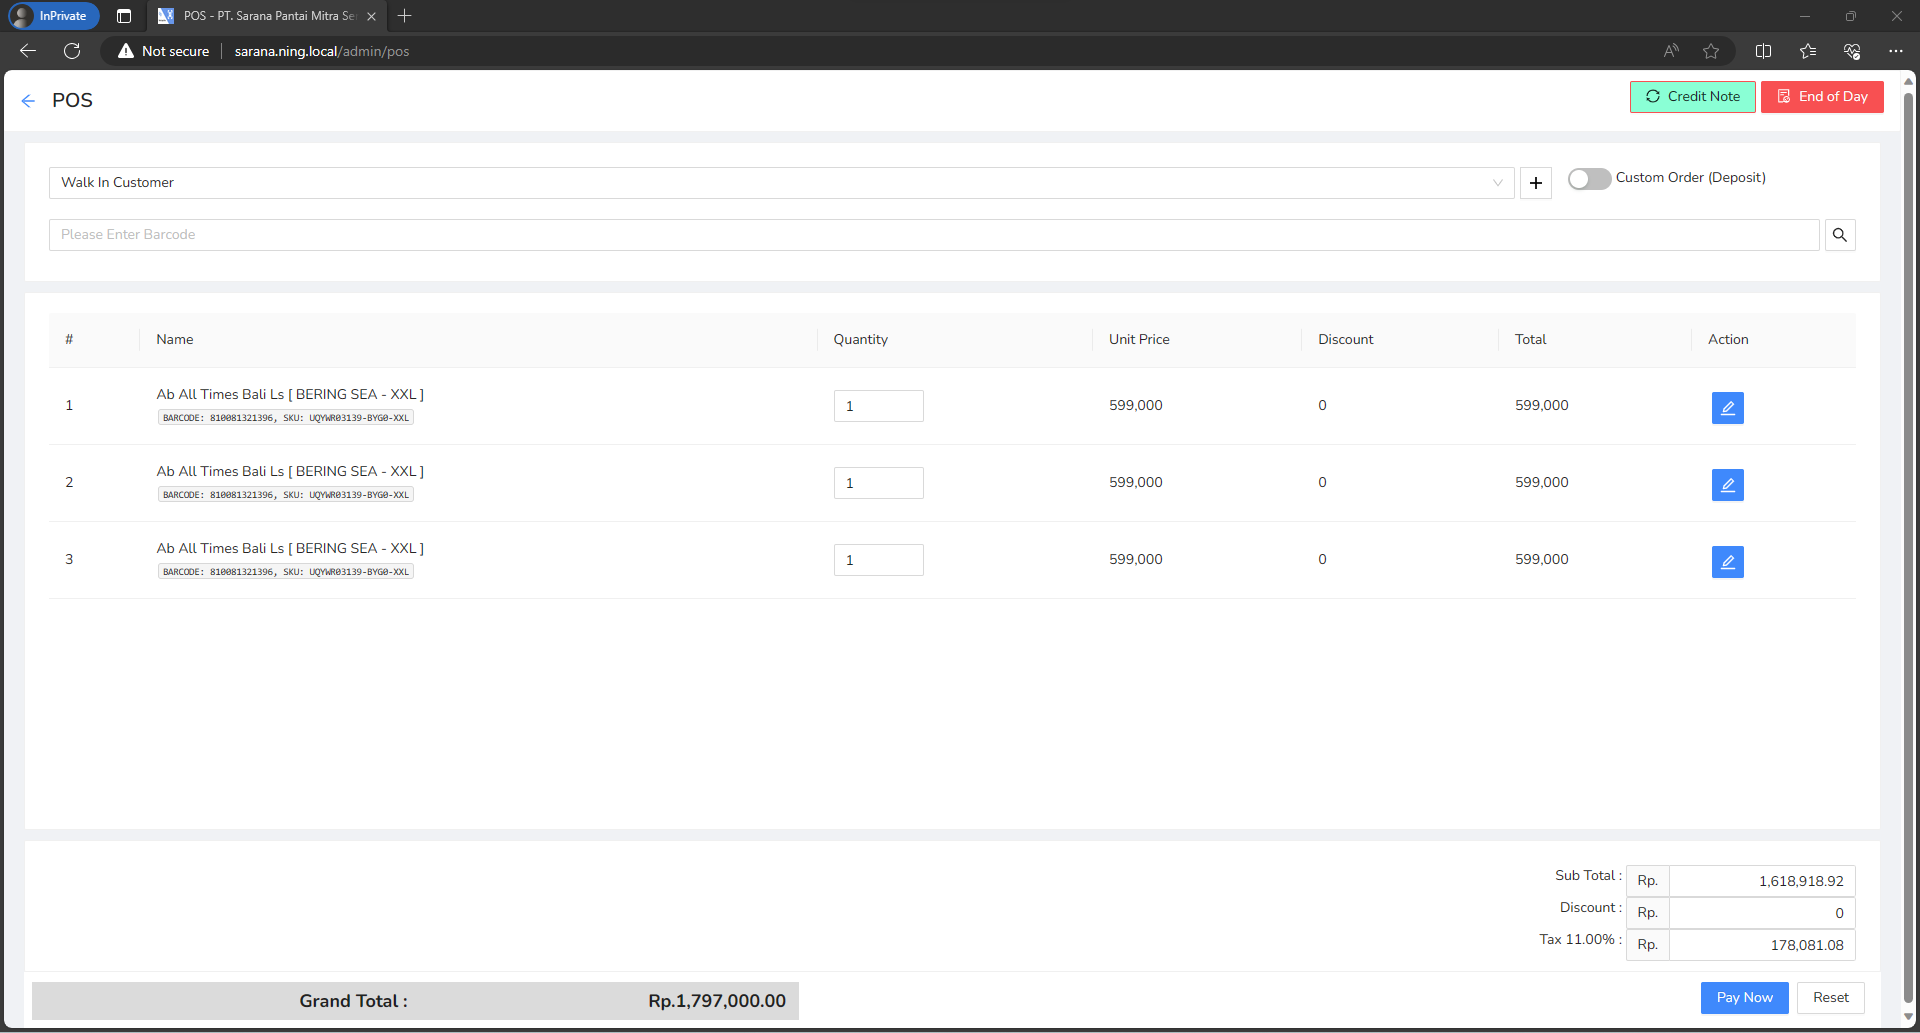 InPrivate
POS - PT. Sarana Pantai Mitra Se
Not secure
sarana.ning.local/admin/pos
POS
Credit Note
End of Day
Walk In Customer
Custom Order (Deposit)
Please Enter Barcode
# Name Quantity Unit Price Discount Total Action
1 Ab All Times Bali Ls [ BERING SEA - XXL ] 1 599,000 0 599,000
BARCODE: 810081321396, SKU: UQYWR03139-BYG0-XXL
2 Ab All Times Bali Ls [ BERING SEA - XXL ] 1 599,000 0 599,000
BARCODE: 810081321396, SKU: UQYWR03139-BYG0-XXL
3 Ab All Times Bali Ls [ BERING SEA - XXL ] 1 599,000 0 599,000
BARCODE: 810081321396, SKU: UQYWR03139-BYG0-XXL
Sub Total : Rp. 1,618,918.92
Discount : Rp. 0
Tax 11.00% : Rp. 178,081.08
Grand Total : Rp.1,797,000.00
Pay Now
Reset